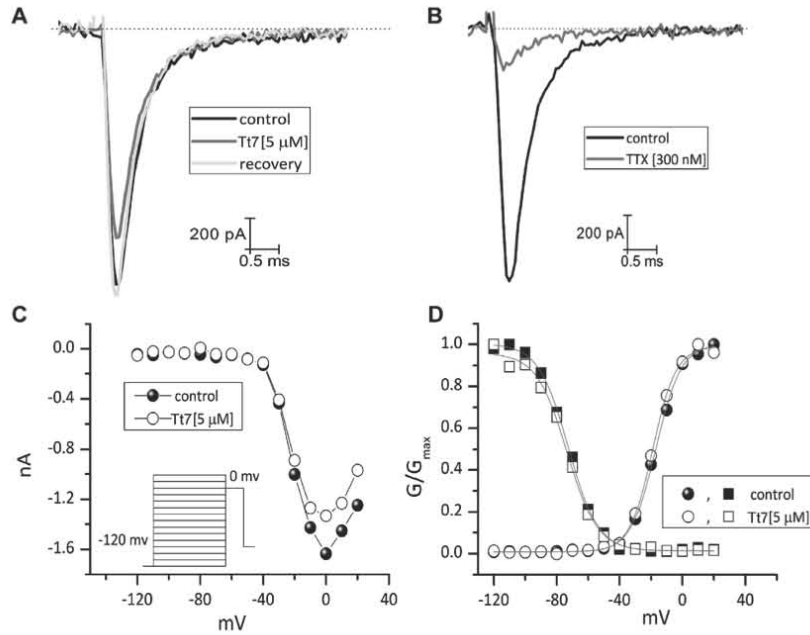 A
control
Tt7[5 μM]
recovery
200 pA
0.5 ms
B
control
TTX [300 nM]
200 pA
0.5 ms
C
0.0
-0.4
-0.8
-1.2
-1.6
nA
control
Tt7[5 μM]
0 mv
-120 mv
-120
-80
-40
0
40
mV
D
1.0
0.8
0.6
0.4
0.2
0.0
G/Gmax
, control
, Tt7[5 μM]
-120
-80
-40
0
40
mV